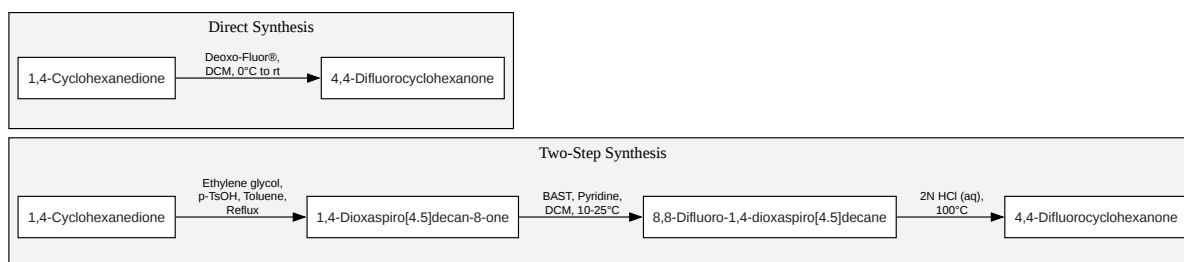 Direct Synthesis
Deoxo-Fluor®,
DCM, 0°C to rt
1,4-Cyclohexanedione
4,4-Difluorocyclohexanone
Two-Step Synthesis
Ethylene glycol,
p-TsOH, Toluene,
Reflux
BAST, Pyridine,
DCM, 10-25°C
2N HCl (aq),
100°C
1,4-Cyclohexanedione
1,4-Dioxaspiro[4.5]decan-8-one
8,8-Difluoro-1,4-dioxaspiro[4.5]decane
4,4-Difluorocyclohexanone